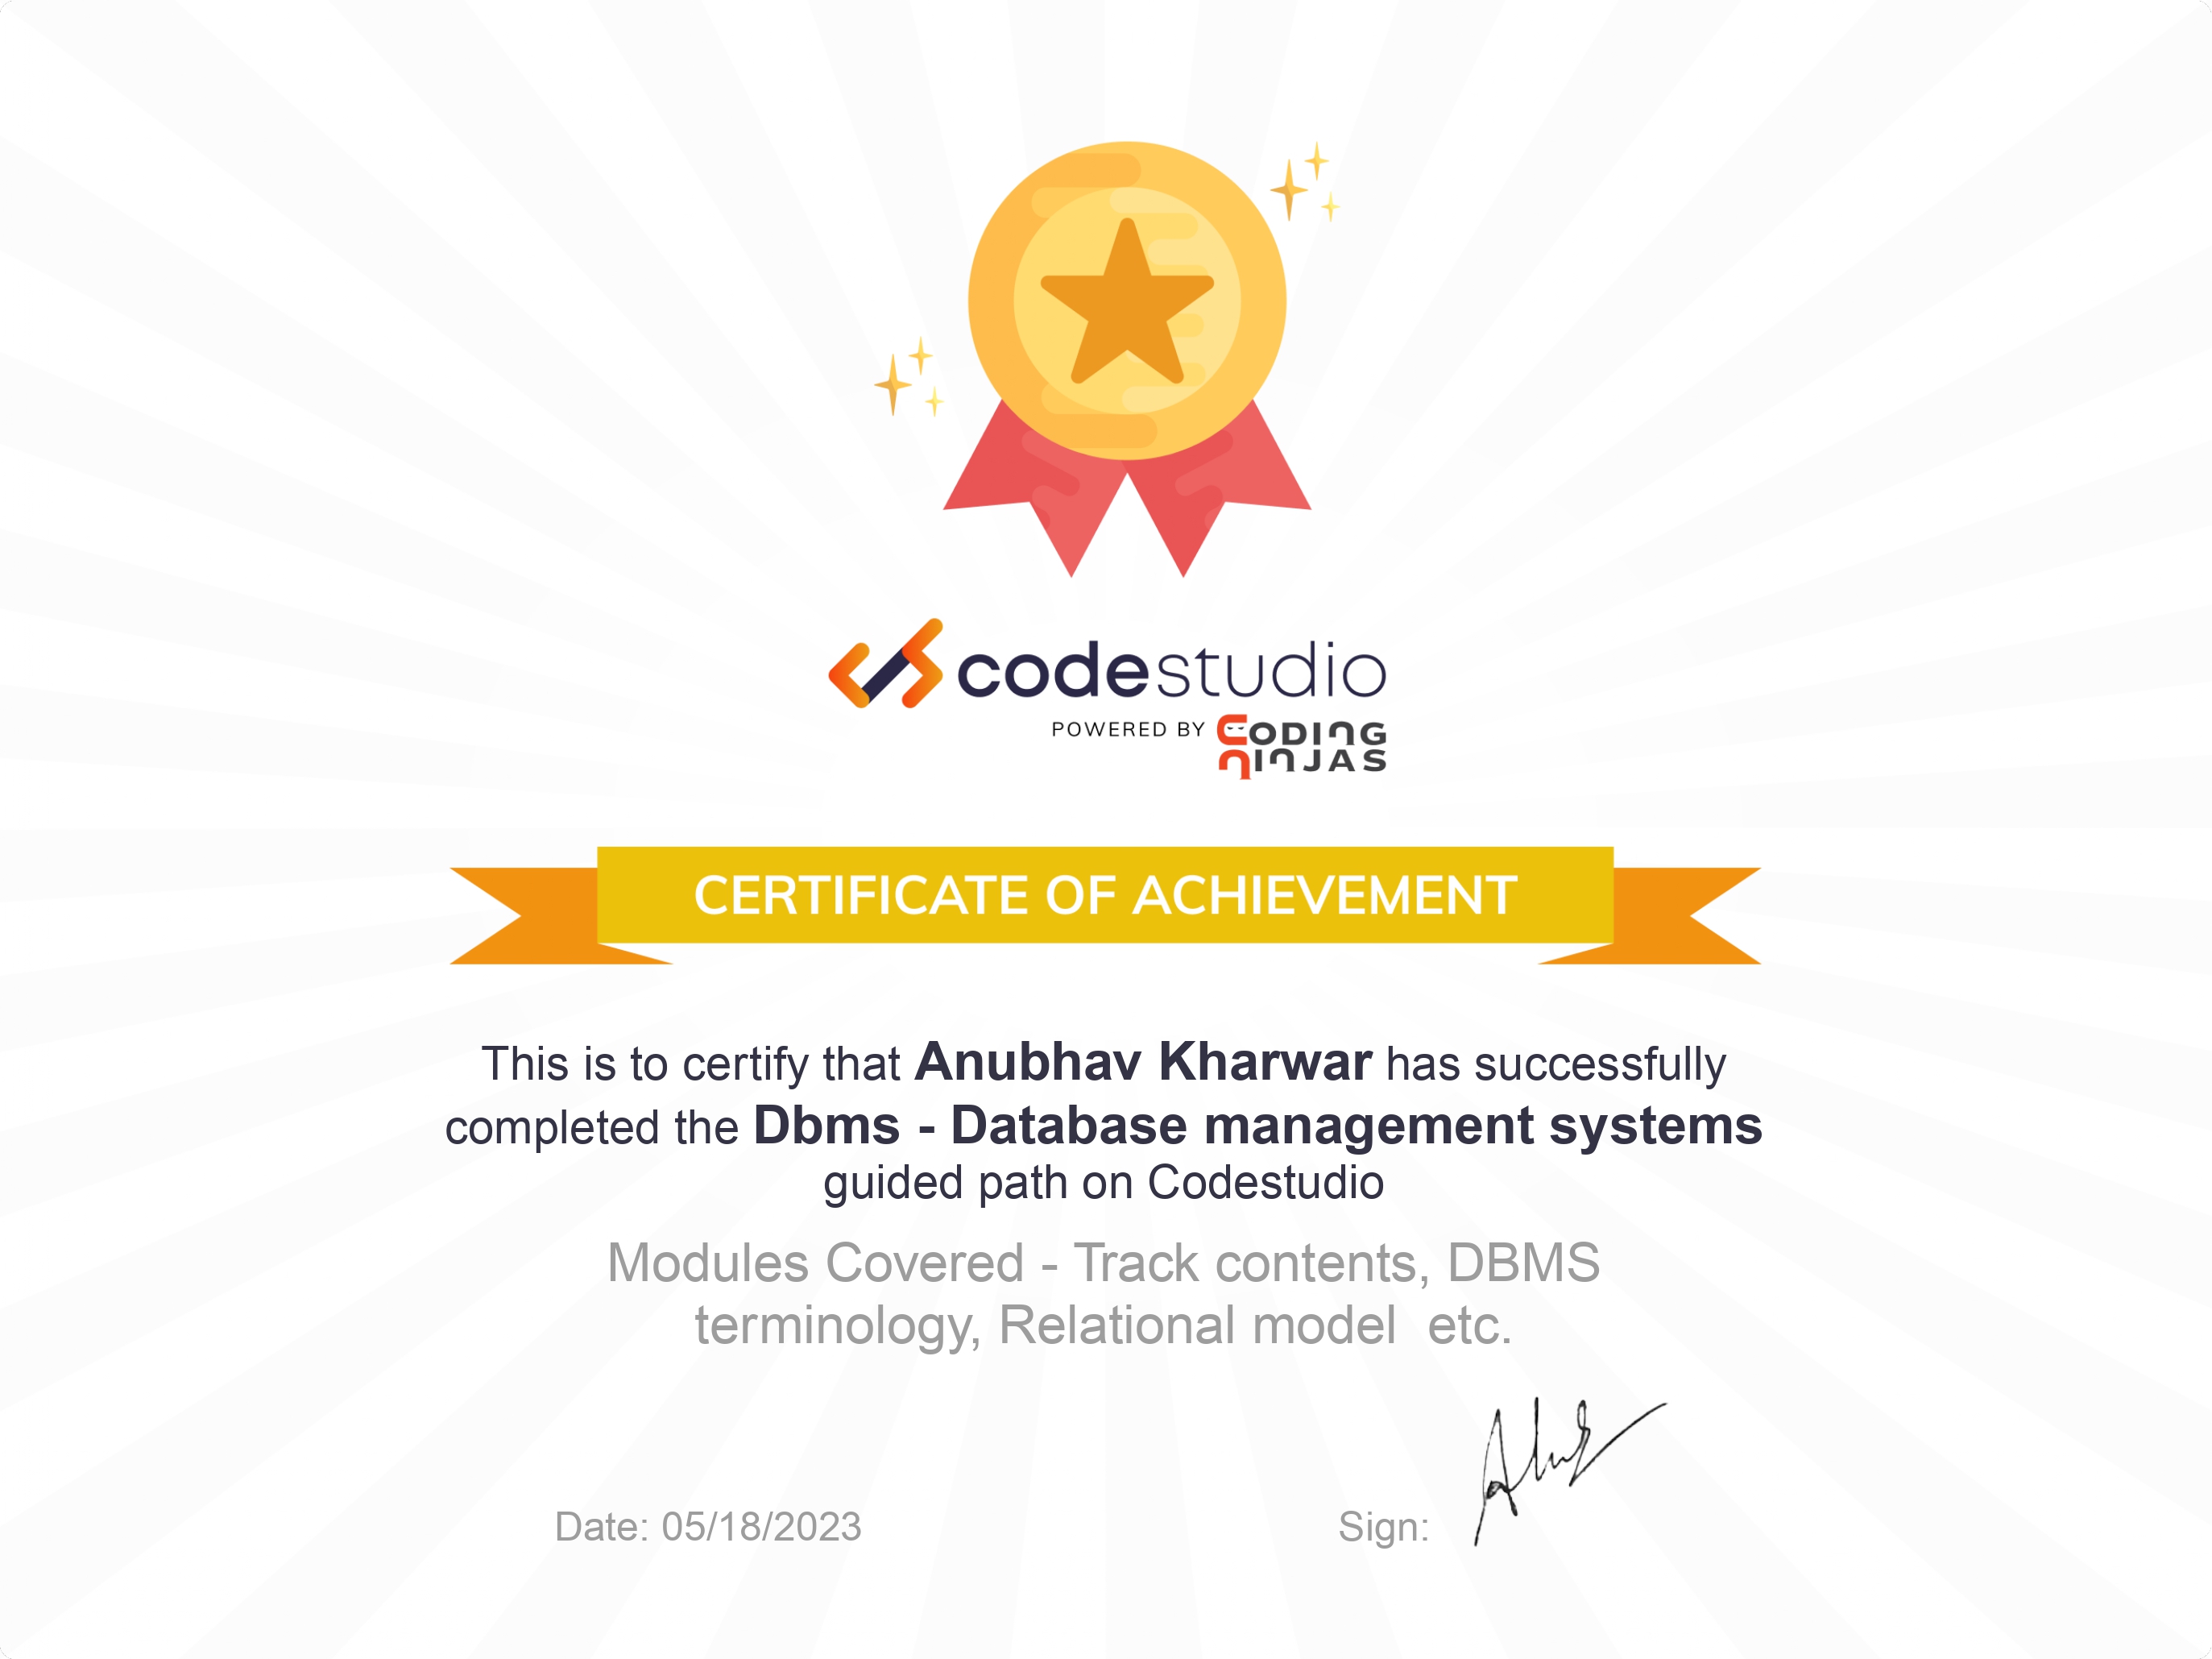 codestudio
POWERED BY CODING NINJAS
CERTIFICATE OF ACHIEVEMENT
This is to certify that Anubhav Kharwar has successfully
completed the Dbms - Database management systems
guided path on Codestudio
Modules Covered - Track contents, DBMS
terminology, Relational model  etc.
Date: 05/18/2023
Sign: